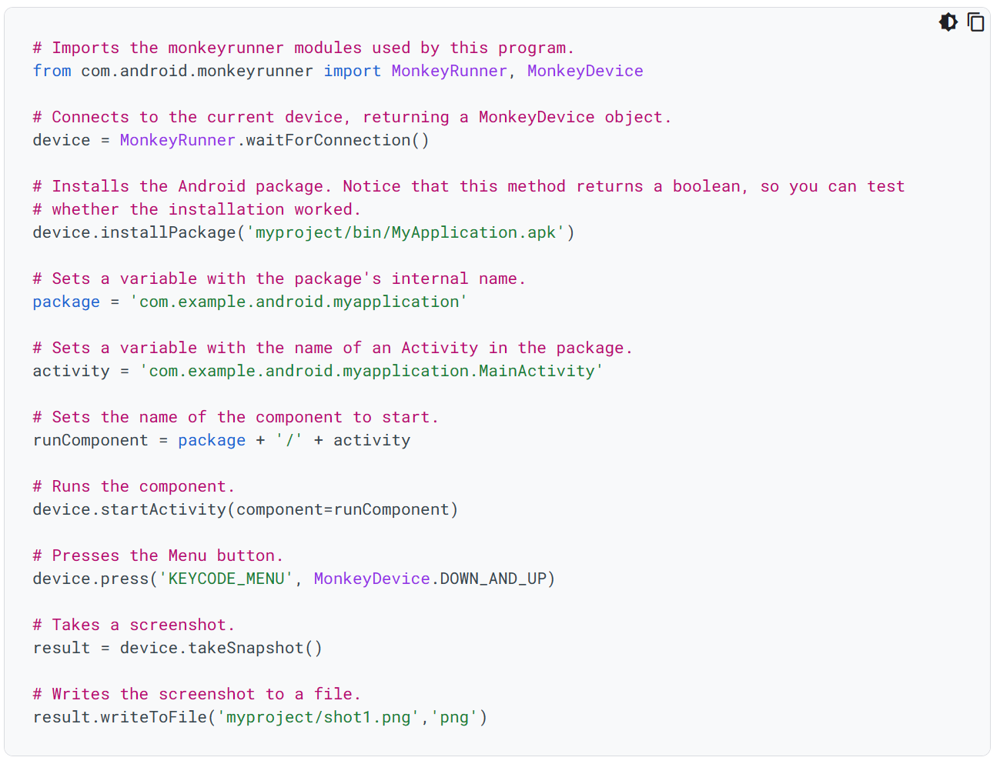 # Imports the monkeyrunner modules used by this program.
from com.android.monkeyrunner import MonkeyRunner, MonkeyDevice
# Connects to the current device, returning a MonkeyDevice object.
device = MonkeyRunner.waitForConnection()
# Installs the Android package. Notice that this method returns a boolean, so you can test
# whether the installation worked.
device.installPackage('myproject/bin/MyApplication.apk')
# Sets a variable with the package's internal name.
package = 'com.example.android.myapplication'
# Sets a variable with the name of an Activity in the package.
activity = 'com.example.android.myapplication.MainActivity'
# Sets the name of the component to start.
runComponent = package + '/' + activity
# Runs the component.
device.startActivity(component=runComponent)
# Presses the Menu button.
device.press('KEYCODE_MENU', MonkeyDevice.DOWN_AND_UP)
# Takes a screenshot.
result = device.takeSnapshot()
# Writes the screenshot to a file.
result.writeToFile('myproject/shot1.png','png')